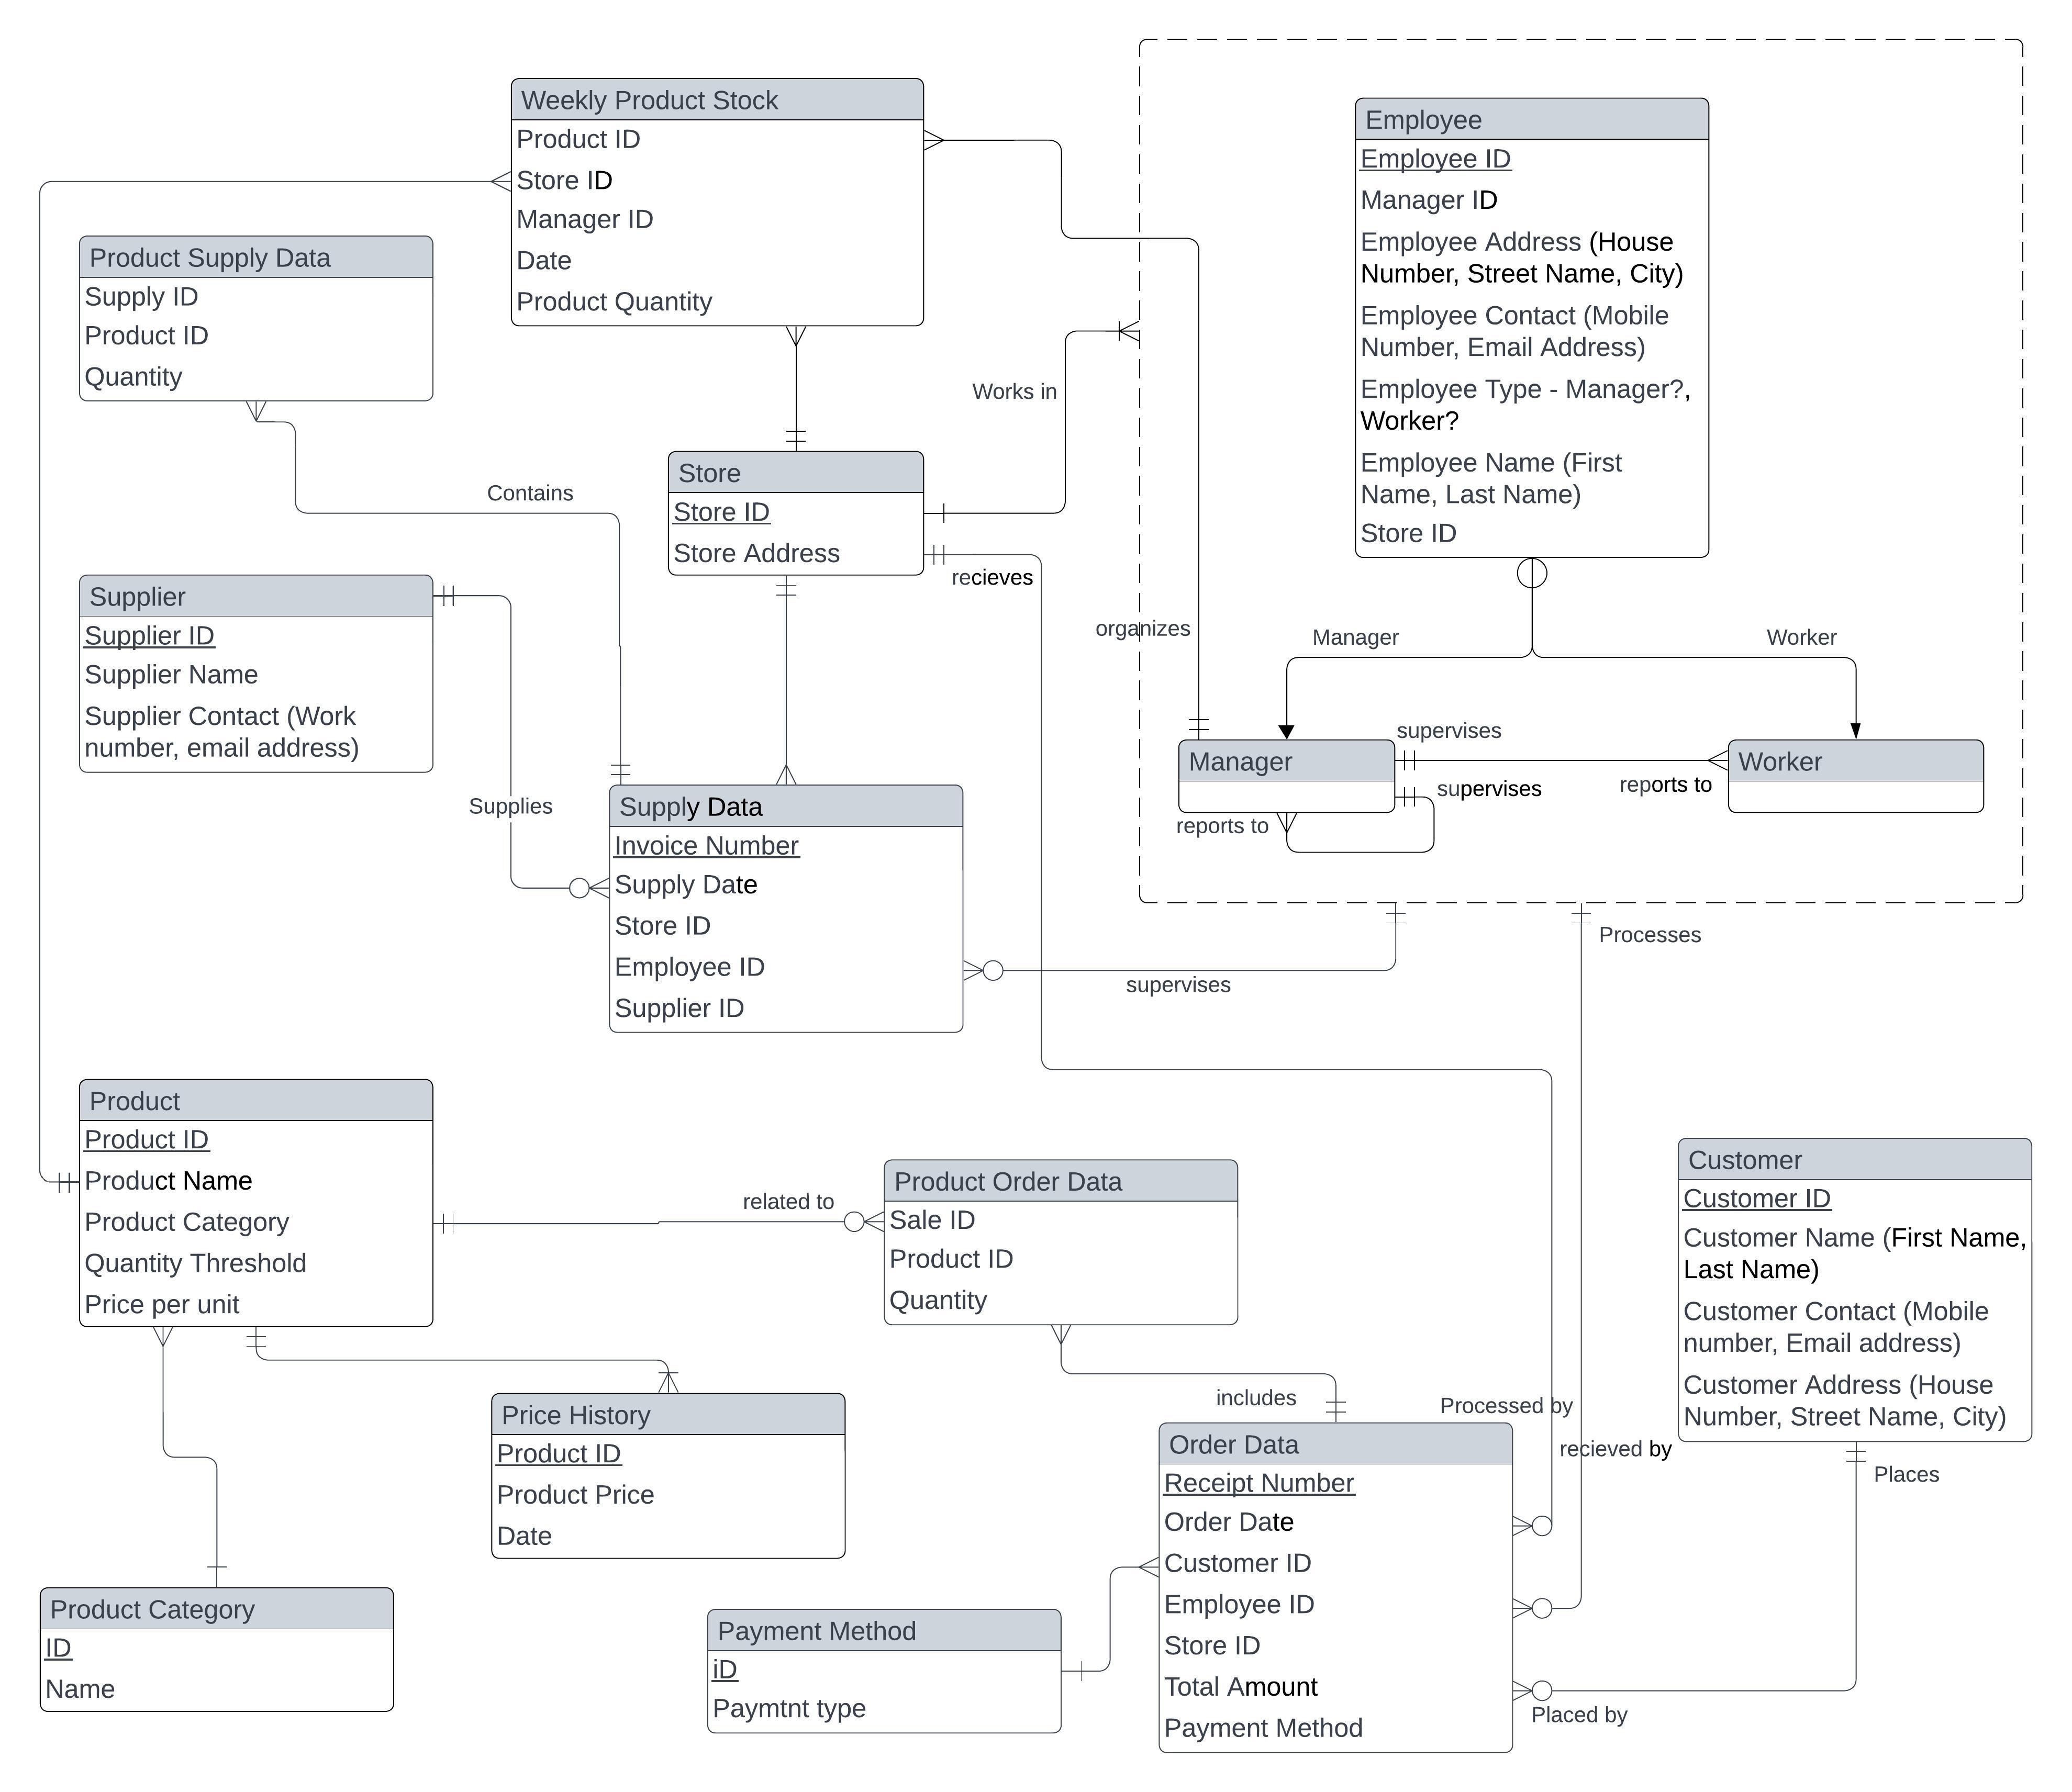 Weekly Product Stock
Product ID
Store ID
Manager ID
Date
Product Quantity
Employee
Employee ID
Manager ID
Employee Address (House
Number, Street Name, City)
Employee Contact (Mobile
Number, Email Address)
Employee Type - Manager?,
Worker?
Employee Name (First
Name, Last Name)
Store ID
Product Supply Data
Supply ID
Product ID
Quantity
Works in
Contains
Store
Store ID
Store Address
recieves
organizes
Manager
Worker
Supplier
Supplier ID
Supplier Name
Supplier Contact (Work
number, email address)
Supplies
supervises
Manager
Worker
supervises
reports to
reports to
Supply Data
Invoice Number
Supply Date
Store ID
Employee ID
Supplier ID
supervises
Processes
Product
Product ID
Product Name
Product Category
Quantity Threshold
Price per unit
related to
Product Order Data
Sale ID
Product ID
Quantity
Customer
Customer ID
Customer Name (First Name,
Last Name)
Customer Contact (Mobile
number, Email address)
Customer Address (House
Number, Street Name, City)
includes
Processed by
recieved by
Places
Price History
Product ID
Product Price
Date
Order Data
Receipt Number
Order Date
Customer ID
Employee ID
Store ID
Total Amount
Payment Method
Placed by
Product Category
ID
Name
Payment Method
iD
Paymtnt type